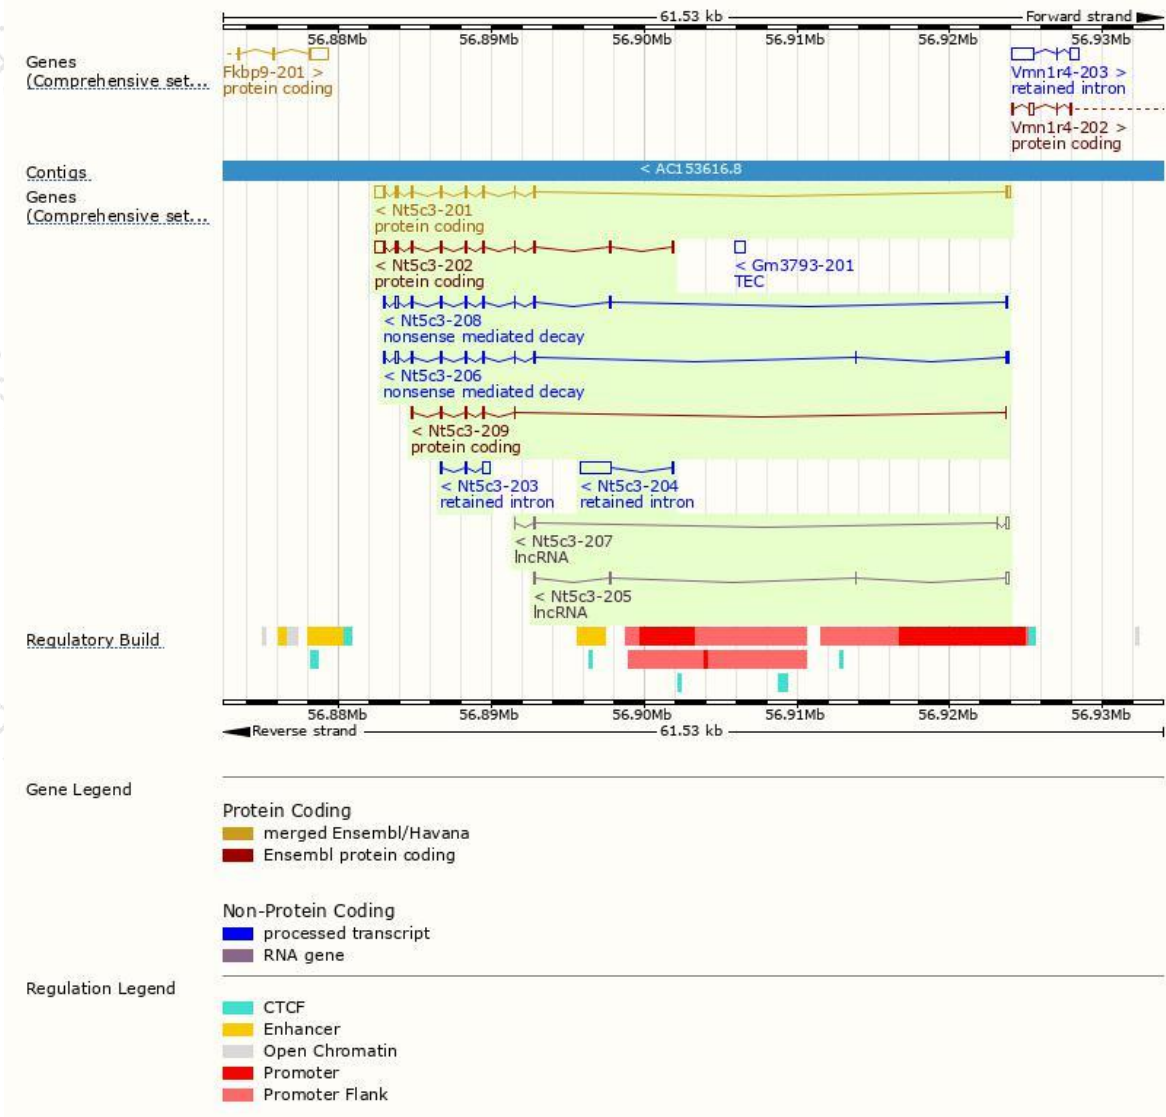 61.53 kb
Forward strand
56.88Mb 56.89Mb 56.90Mb 56.91Mb 56.92Mb 56.93Mb
Genes
(Comprehensive set...
Fkbp9-201 >
protein coding
Vmn1r4-203 >
retained intron
Vmn1r4-202 >
protein coding
Contigs
< AC153616.8
Genes
(Comprehensive set...
< Nt5c3-201
protein coding
< Nt5c3-202
protein coding
< Gm3793-201
TEC
< Nt5c3-208
nonsense mediated decay
< Nt5c3-206
nonsense mediated decay
< Nt5c3-209
protein coding
< Nt5c3-203
retained intron
< Nt5c3-204
retained intron
< Nt5c3-207
lncRNA
< Nt5c3-205
lncRNA
Regulatory Build
56.88Mb 56.89Mb 56.90Mb 56.91Mb 56.92Mb 56.93Mb
Reverse strand
61.53 kb
Gene Legend
Protein Coding
merged Ensembl/Havana
Ensembl protein coding
Non-Protein Coding
processed transcript
RNA gene
Regulation Legend
CTCF
Enhancer
Open Chromatin
Promoter
Promoter Flank